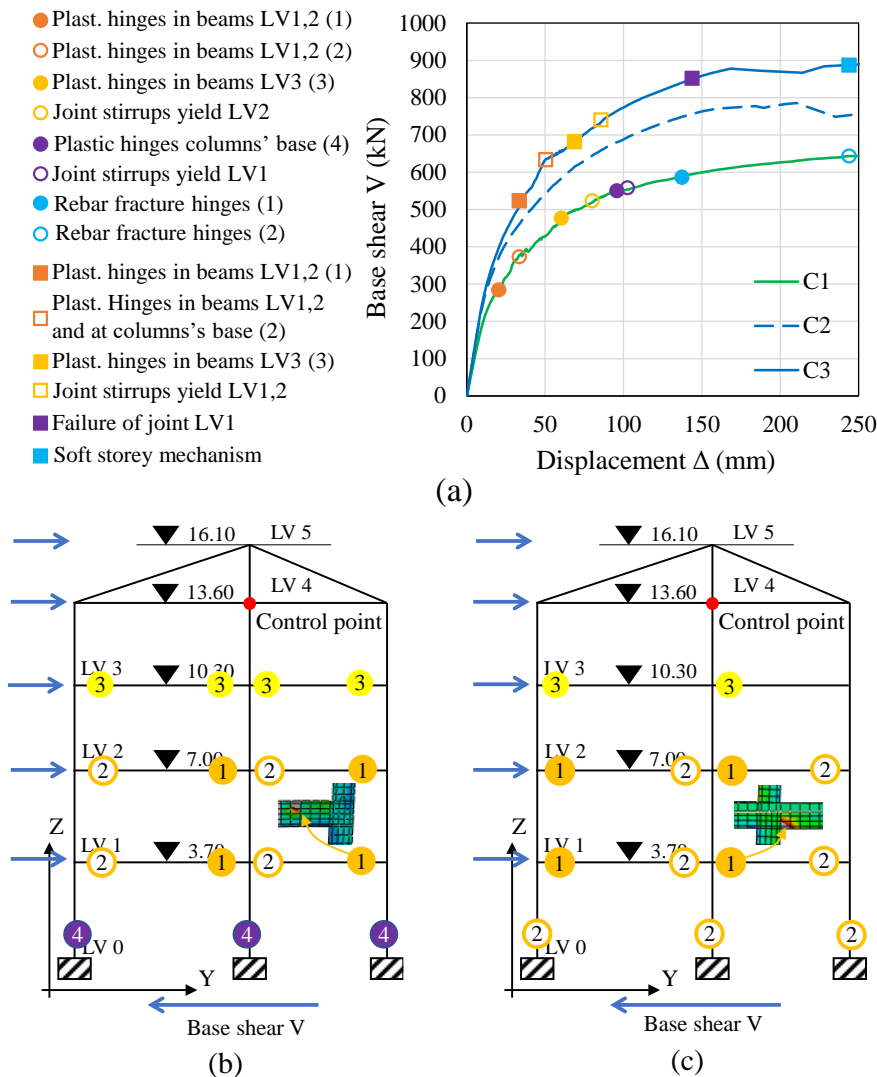 Plast. hinges in beams LV1,2 (1)
Plast. hinges in beams LV1,2 (2)
Plast. hinges in beams LV3 (3)
Joint stirrups yield LV2
Plastic hinges columns' base (4)
Joint stirrups yield LV1
Rebar fracture hinges (1)
Rebar fracture hinges (2)
Plast. hinges in beams LV1,2 (1)
Plast. Hinges in beams LV1,2
and at columns's base (2)
Plast. hinges in beams LV3 (3)
Joint stirrups yield LV1,2
Failure of joint LV1
Soft storey mechanism
Base shear V (kN)
1000
900
800
700
600
500
400
300
200
100
0
C1
C2
C3
0 50 100 150 200 250
Displacement Δ (mm)
(a)
16.10 LV 5
13.60 LV 4
Control point
LV 3 10.30
3 3 3 3
LV 2 7.00
2 1 2 1
Z
LV 1 3.70
2 1 2 1
4 4 4
LV 0
Y
Base shear V
(b)
16.10 LV 5
13.60 LV 4
Control point
LV 3 10.30
3 3
LV 2 7.00
1 2 1 2
Z
LV 1 3.70
1 2 1 2
2 2 2
LV 0
Y
Base shear V
(c)